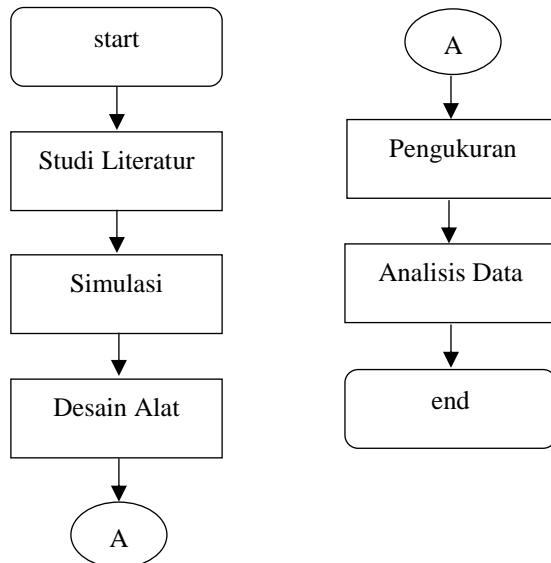 start
Studi Literatur
Simulasi
Desain Alat
A
A
Pengukuran
Analisis Data
end